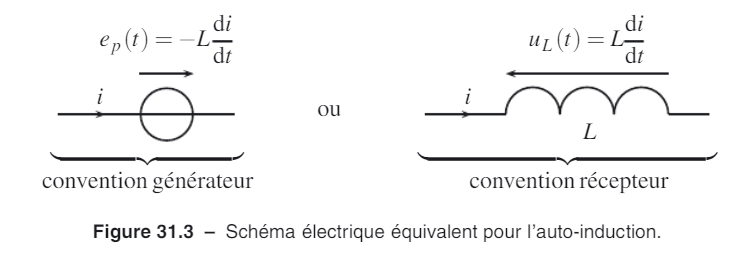 e_p(t) = −L di/dt
u_L(t) = L di/dt
i
i
ou
L
convention générateur
convention récepteur
Figure 31.3 – Schéma électrique équivalent pour l'auto-induction.